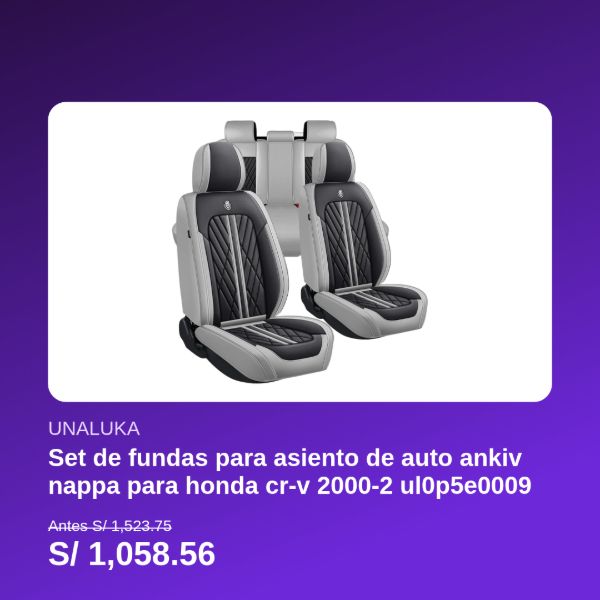 UNALUKA
Set de fundas para asiento de auto ankiv
nappa para honda cr-v 2000-2 ul0p5e0009
Antes S/ 1,523.75
S/ 1,058.56